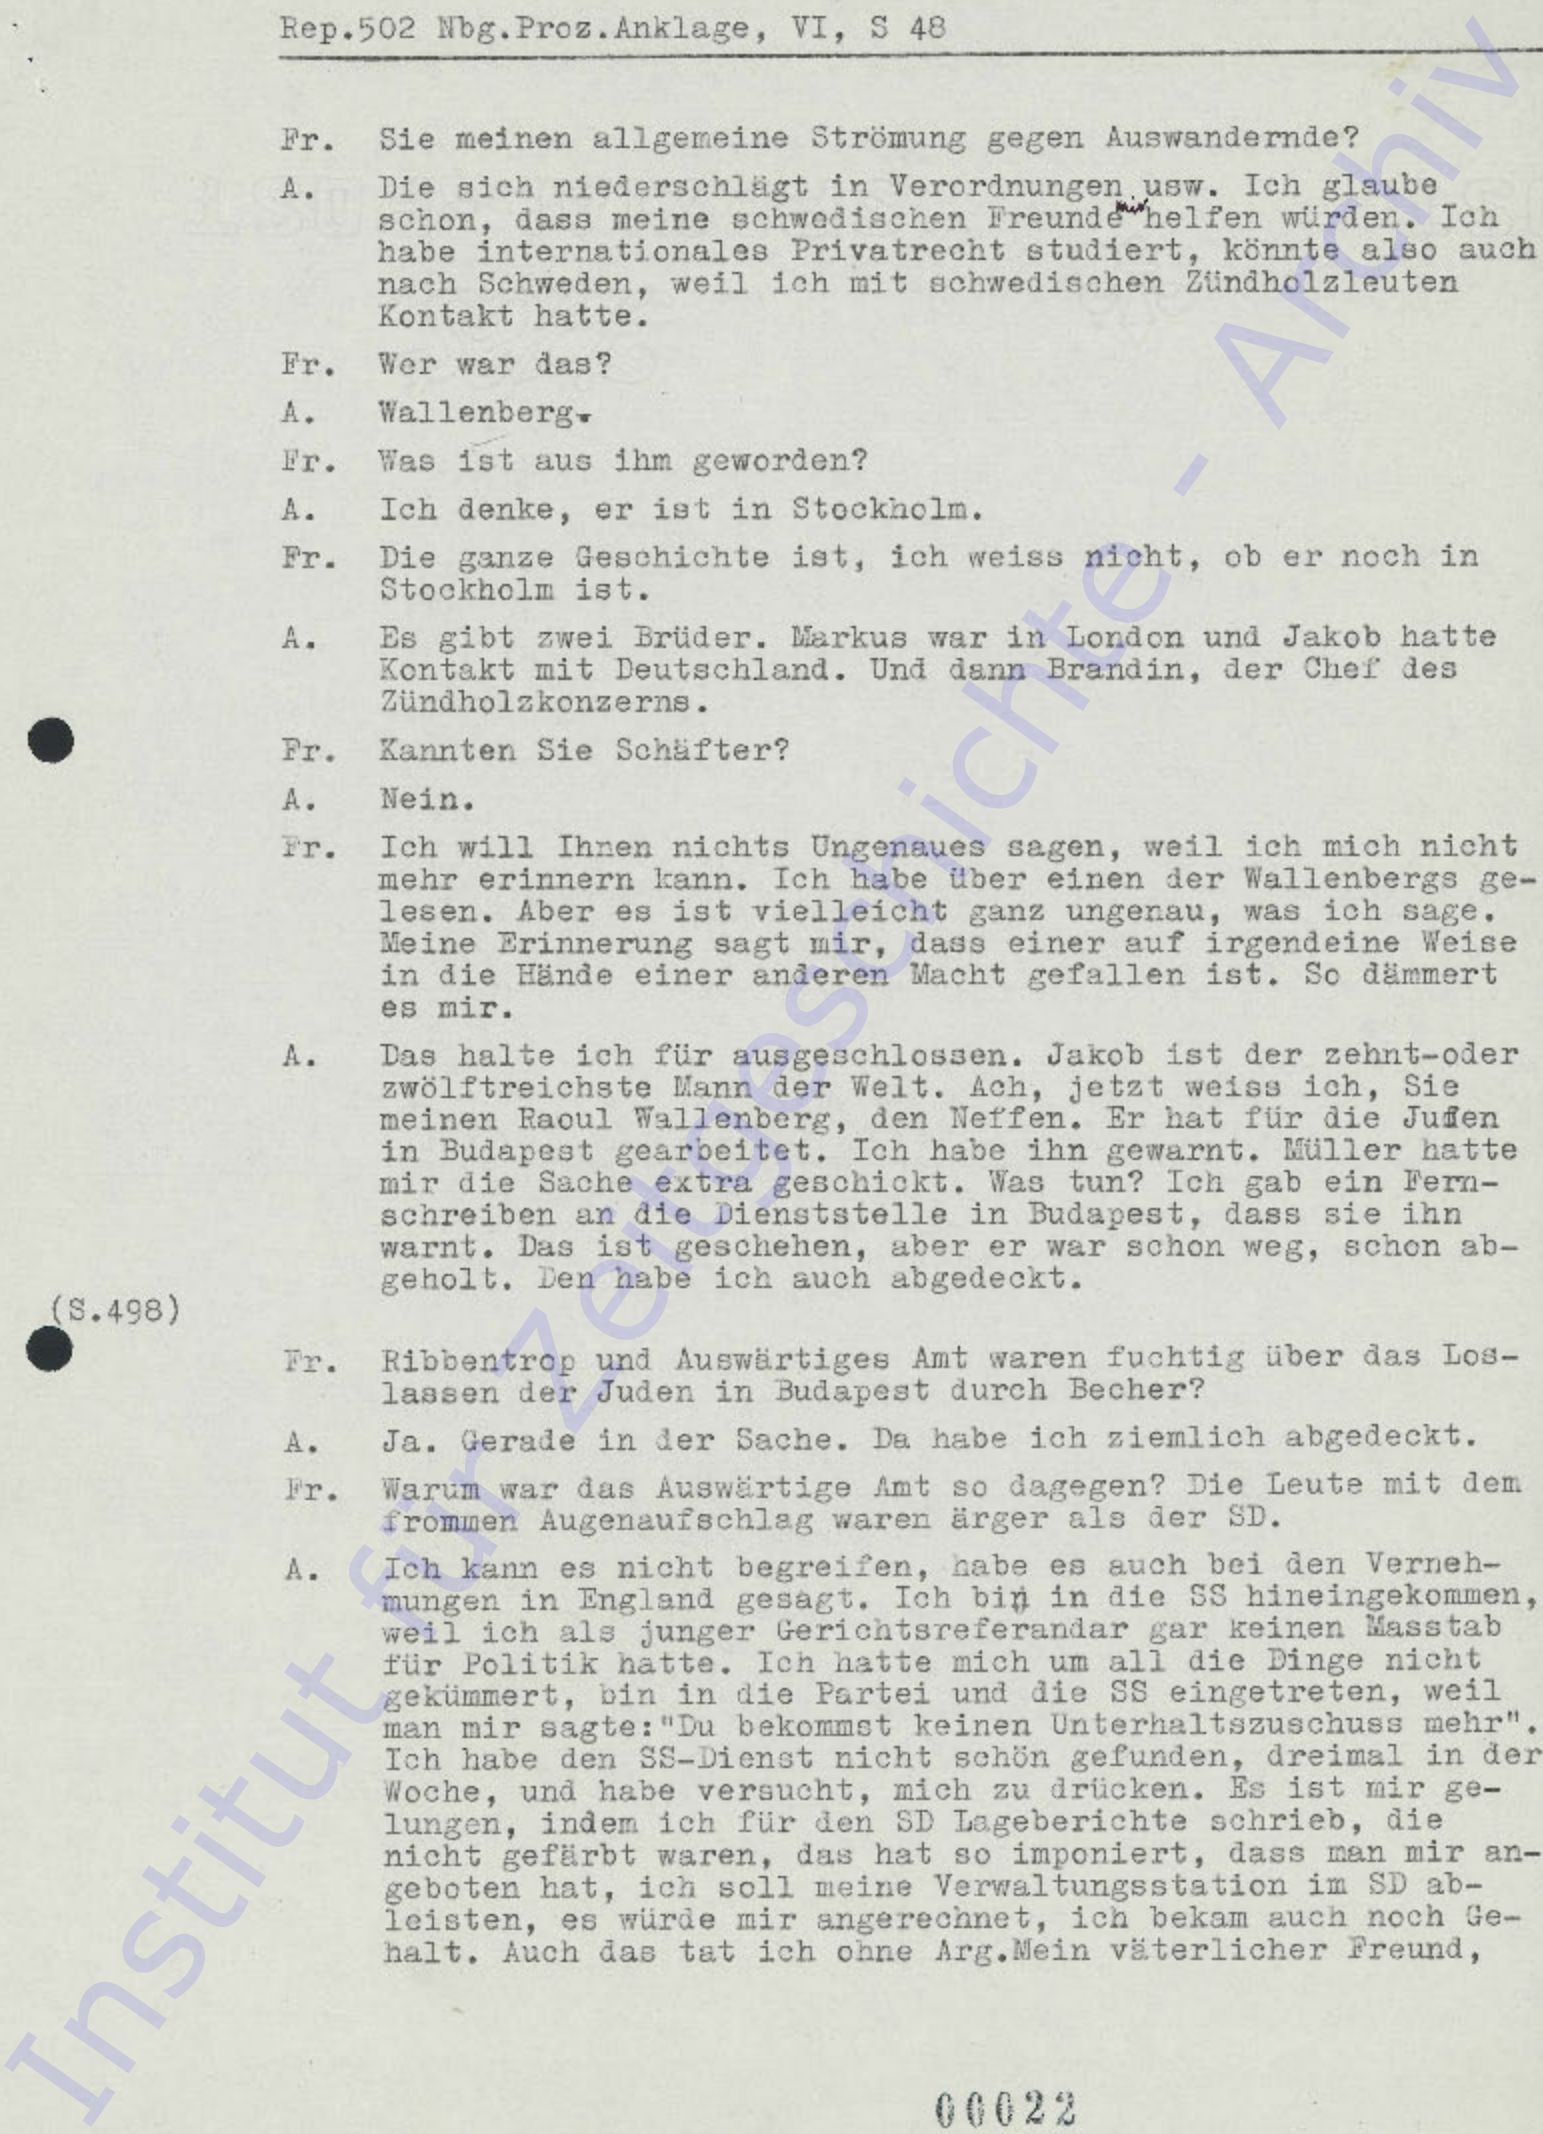 Rep.502 Nbg.Proz.Anklage, VI, S 48
Fr. Sie meinen allgemeine Strömung gegen Auswandernde?
A. Die sich niederschlägt in Verordnungen usw. Ich glaube
schon, dass meine schwedischen Freunde mir helfen würden. Ich
habe internationales Privatrecht studiert, könnte also auch
nach Schweden, weil ich mit schwedischen Zündholzleuten
Kontakt hatte.
Fr. Wer war das?
A. Wallenberg.
Fr. Was ist aus ihm geworden?
A. Ich denke, er ist in Stockholm.
Fr. Die ganze Geschichte ist, ich weiss nicht, ob er noch in
Stockholm ist.
A. Es gibt zwei Brüder. Markus war in London und Jakob hatte
Kontakt mit Deutschland. Und dann Brandin, der Chef des
Zündholzkonzerns.
Fr. Kannten Sie Schäfter?
A. Nein.
Fr. Ich will Ihnen nichts Ungenaues sagen, weil ich mich nicht
mehr erinnern kann. Ich habe über einen der Wallenbergs ge-
lesen. Aber es ist vielleicht ganz ungenau, was ich sage.
Meine Erinnerung sagt mir, dass einer auf irgendeine Weise
in die Hände einer anderen Macht gefallen ist. So dämmert
es mir.
A. Das halte ich für ausgeschlossen. Jakob ist der zehnt-oder
zwölftreichste Mann der Welt. Ach, jetzt weiss ich, Sie
meinen Raoul Wallenberg, den Neffen. Er hat für die Juden
in Budapest gearbeitet. Ich habe ihn gewarnt. Müller hatte
mir die Sache extra geschickt. Was tun? Ich gab ein Fern-
schreiben an die Dienststelle in Budapest, dass sie ihn
warnt. Das ist geschehen, aber er war schon weg, schon ab-
geholt. Den habe ich auch abgedeckt.
(S.498)
Fr. Ribbentrop und Auswärtiges Amt waren fuchtig über das Los-
lassen der Juden in Budapest durch Becher?
A. Ja. Gerade in der Sache. Da habe ich ziemlich abgedeckt.
Fr. Warum war das Auswärtige Amt so dagegen? Die Leute mit dem
frommen Augenaufschlag waren ärger als der SD.
A. Ich kann es nicht begreifen, habe es auch bei den Verneh-
mungen in England gesagt. Ich bin in die SS hineingekommen,
weil ich als junger Gerichtsreferandar gar keinen Masstab
für Politik hatte. Ich hatte mich um all die Dinge nicht
gekümmert, bin in die Partei und die SS eingetreten, weil
man mir sagte:"Du bekommst keinen Unterhaltszuschuss mehr".
Ich habe den SS-Dienst nicht schön gefunden, dreimal in der
Woche, und habe versucht, mich zu drücken. Es ist mir ge-
lungen, indem ich für den SD Lageberichte schrieb, die
nicht gefärbt waren, das hat so imponiert, dass man mir an-
geboten hat, ich soll meine Verwaltungsstation im SD ab-
leisten, es würde mir angerechnet, ich bekam auch noch Ge-
halt. Auch das tat ich ohne Arg.Mein väterlicher Freund,
00022
Institut für Zeitgeschichte - Archiv